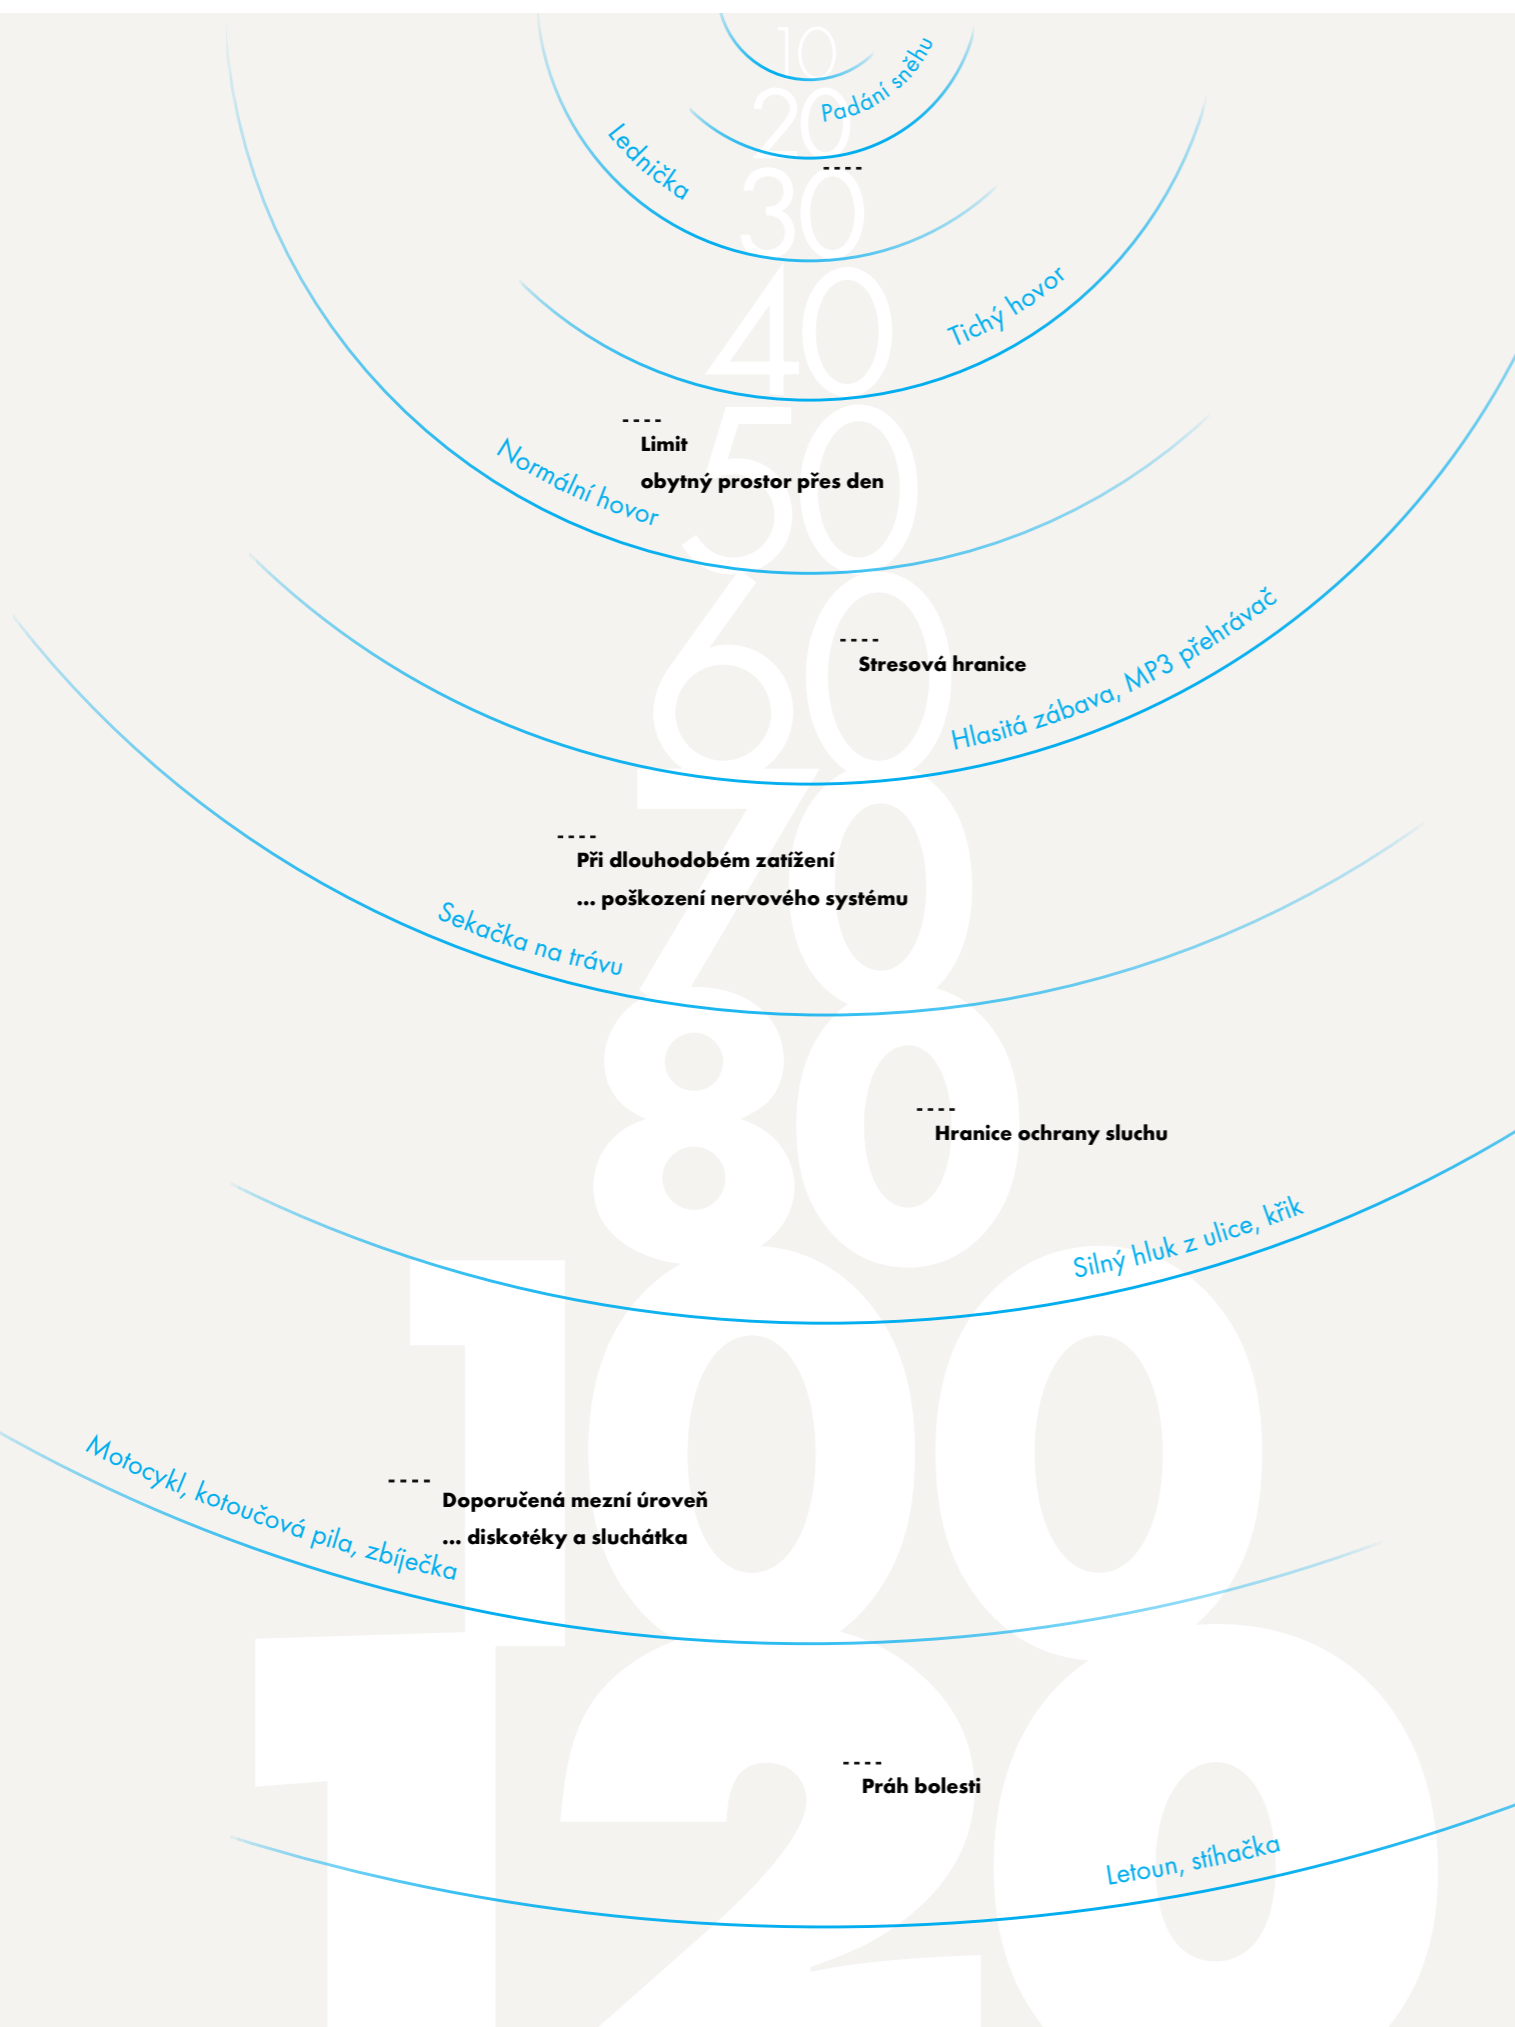 10
Padání sněhu
20
Lednička
----
30
40
Tichý hovor
----
Limit
obytný prostor přes den
50
Normální hovor
60
----
Stresová hranice
Hlasitá zábava, MP3 přehrávač
70
----
Při dlouhodobém zatížení
... poškození nervového systému
Sekačka na trávu
80
----
Hranice ochrany sluchu
Silný hluk z ulice, křik
100
----
Doporučená mezní úroveň
... diskotéky a sluchátka
Motocykl, kotoučová pila, zbíječka
120
----
Práh bolesti
Letoun, stíhačka